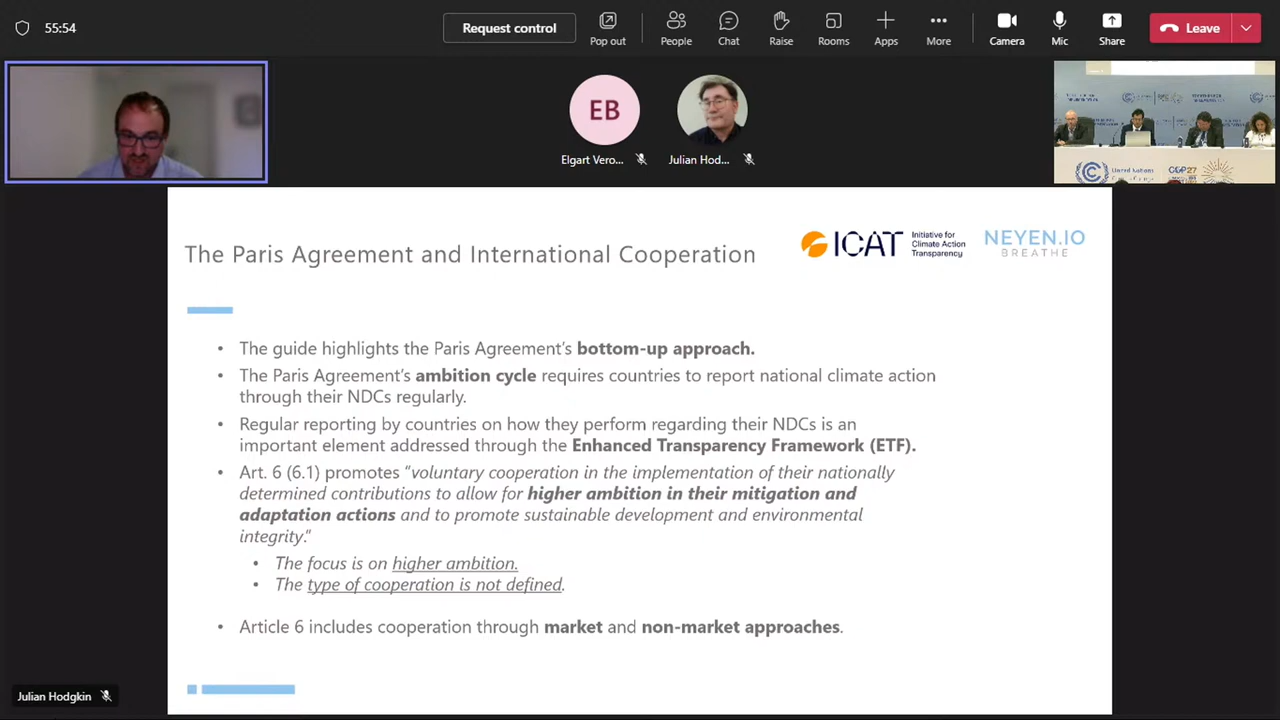 55:54
Request control
Pop out
People
Chat
Raise
Rooms
Apps
More
Camera
Mic
Share
Leave
EB
Elgart Vero...
Julian Hod...
United Nations
COP27
The Paris Agreement and International Cooperation
ICAT
Initiative for
Climate Action
Transparency
NEYEN.IO
BREATHE
• The guide highlights the Paris Agreement’s bottom-up approach.
• The Paris Agreement’s ambition cycle requires countries to report national climate action
through their NDCs regularly.
• Regular reporting by countries on how they perform regarding their NDCs is an
important element addressed through the Enhanced Transparency Framework (ETF).
• Art. 6 (6.1) promotes “voluntary cooperation in the implementation of their nationally
determined contributions to allow for higher ambition in their mitigation and
adaptation actions and to promote sustainable development and environmental
integrity.“
• The focus is on higher ambition.
• The type of cooperation is not defined.
• Article 6 includes cooperation through market and non-market approaches.
Julian Hodgkin